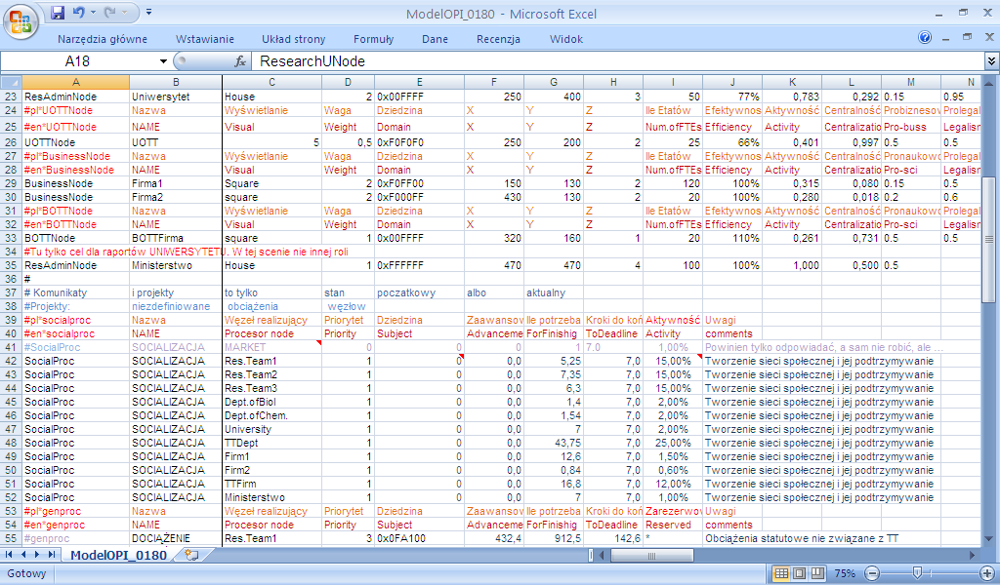 ModelOPI_0180 - Microsoft Excel
Narzędzia główne Wstawianie Układ strony Formuły Dane Recenzja Widok
A18 fx ResearchUNode
A B C D E F G H I J K L M N
23 ResAdminNode Uniwersytet House 2 0x00FFFF 250 400 3 50 77% 0,783 0,292 0.15 0.95
24 #pl*UOTTNode Nazwa Wyświetlanie Waga Dziedzina X Y Z Ile Etatów Efektywnos Aktywność Centralność Probiznesow Prolegal
25 #en*UOTTNode NAME Visual Weight Domain X Y Z Num.ofFTEs Efficiency Activity Centralizatio Pro-buss Legalism
26 UOTTNode UOTT 5 0,5 0xF0F0F0 250 200 2 25 66% 0,401 0,997 0.5 0.5
27 #pl*BusinessNode Nazwa Wyświetlanie Waga Dziedzina X Y Z Ile Etatów Efektywnos Aktywność Centralność Pronaukowo Prolegal
28 #en*BusinessNode NAME Visual Weight Domain X Y Z Num.ofFTEs Efficiency Activity Centralizatio Pro-sci Legalism
29 BusinessNode Firma1 Square 2 0xF0FF00 150 130 2 120 100% 0,315 0,080 0.15 0.5
30 BusinessNode Firma2 square 2 0xF000FF 430 130 2 20 100% 0,280 0,018 0.2 0.6
31 #pl*BOTTNode Nazwa Wyświetlanie Waga Dziedzina X Y Z Ile Etatów Efektywnos Aktywność Centralność Pronaukowo Prolegal
32 #en*BOTTNode NAME Visual Weight Domain X Y Z Num.ofFTEs Efficiency Activity Centralizatio Pro-sci Legalism
33 BOTTNode BOTTFirma square 1 0x00FFFF 320 160 1 20 110% 0,261 0,731 0.5 0.5
34 #Tu tylko cel dla raportów UNIWERSYTETU. W tej scenie nie innej roli
35 ResAdminNode Ministerstwo House 1 0xFFFFFF 470 470 4 100 100% 1,000 0,500 0.5
36 #
37 # Komunikaty i projekty to tylko stan początkowy albo aktualny
38 #Projekty: niezdefiniowane obciążenia węzłow
39 #pl*socialproc Nazwa Węzeł realizujący Priorytet Dziedzina Zaawansow Ile potrzeba Kroki do koń Aktywność Uwagi
40 #en*socialproc NAME Procesor node Priority Subject Advanceme ForFinishig ToDeadline Activity comments
41 #SocialProc SOCIALIZACJA MARKET 0 0 0 1 7.0 1,00% Powinien tylko odpowiadać, a sam nie robić, ale ...
42 SocialProc SOCJALIZACJA Res.Team1 1 0 0,0 5,25 7,0 15,00% Tworzenie sieci społecznej i jej podtrzymywanie
43 SocialProc SOCJALIZACJA Res.Team2 1 0 0,0 7,35 7,0 15,00% Tworzenie sieci społecznej i jej podtrzymywanie
44 SocialProc SOCJALIZACJA Res.Team3 1 0 0,0 6,3 7,0 15,00% Tworzenie sieci społecznej i jej podtrzymywanie
45 SocialProc SOCJALIZACJA Dept.ofBiol 1 0 0,0 1,4 7,0 2,00% Tworzenie sieci społecznej i jej podtrzymywanie
46 SocialProc SOCJALIZACJA Dept.ofChem. 1 0 0,0 1,54 7,0 2,00% Tworzenie sieci społecznej i jej podtrzymywanie
47 SocialProc SOCJALIZACJA University 1 0 0,0 7 7,0 2,00% Tworzenie sieci społecznej i jej podtrzymywanie
48 SocialProc SOCJALIZACJA TTDept 1 0 0,0 43,75 7,0 25,00% Tworzenie sieci społecznej i jej podtrzymywanie
49 SocialProc SOCJALIZACJA Firm1 1 0 0,0 12,6 7,0 1,50% Tworzenie sieci społecznej i jej podtrzymywanie
50 SocialProc SOCJALIZACJA Firm2 1 0 0,0 0,84 7,0 0,60% Tworzenie sieci społecznej i jej podtrzymywanie
51 SocialProc SOCJALIZACJA TTFirm 1 0 0,0 16,8 7,0 12,00% Tworzenie sieci społecznej i jej podtrzymywanie
52 SocialProc SOCJALIZACJA Ministerstwo 1 0 0,0 7 7,0 1,00% Tworzenie sieci społecznej i jej podtrzymywanie
53 #pl*genproc Nazwa Węzeł realizujący Priorytet Dziedzina Zaawansow Ile potrzeba Kroki do koń Zarezerwow Uwagi
54 #en*genproc NAME Procesor node Priority Subject Advanceme ForFinishig ToDeadline Reserved comments
55 #genproc DOCIĄŻENIE Res.Team1 3 0x0FA100 432,4 912,5 142,6 * Obciążenia statutowe nie związane z TT
ModelOPI_0180
Gotowy 75%